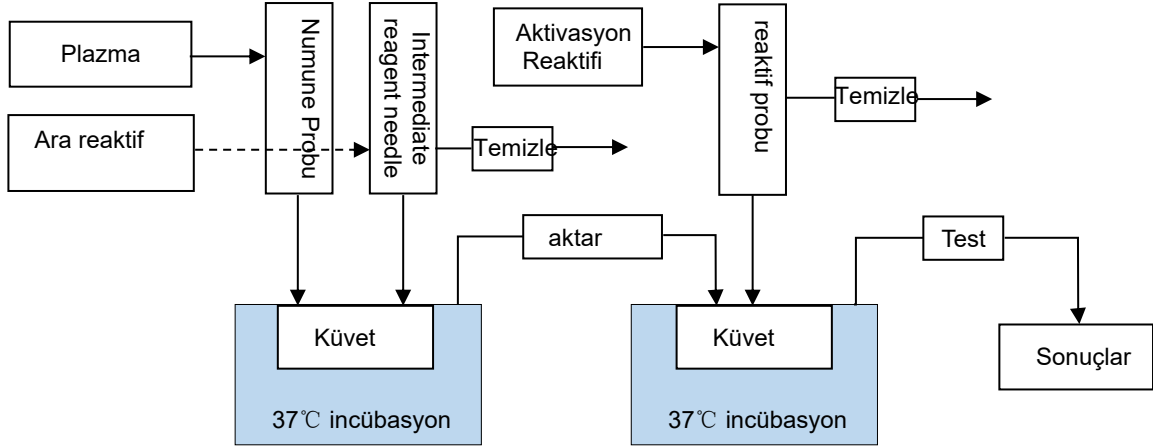 Plazma
Numune Probu
Intermediate
reagent needle
Aktivasyon
Reaktifi
reaktif probu
Temizle
Ara reaktif
Temizle
aktar
Test
Küvet
37℃ incübasyon
Küvet
37℃ incübasyon
Sonuçlar